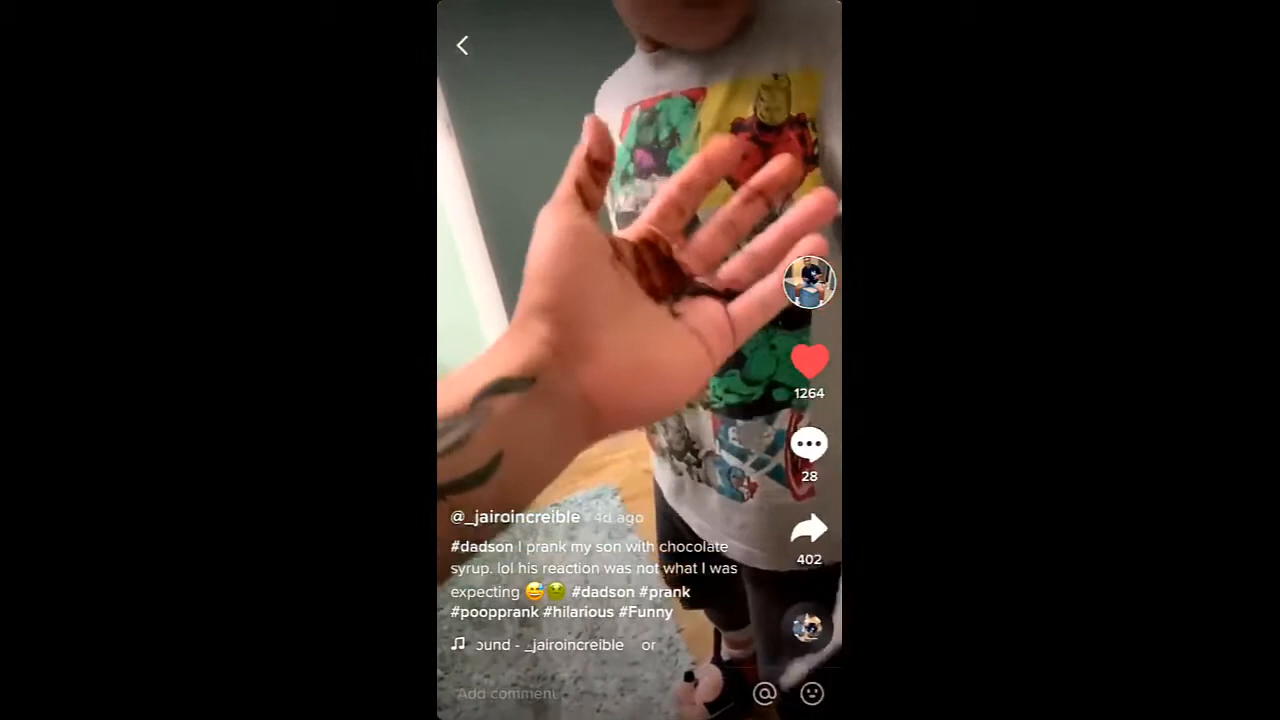 1264
28
402
@_jairoincreible 4d ago
#dadson I prank my son with chocolate
syrup. lol his reaction was not what I was
expecting 😅🤢 #dadson #prank
#poopprank #hilarious #Funny
ound - _jairoincreible or
Add comment
@